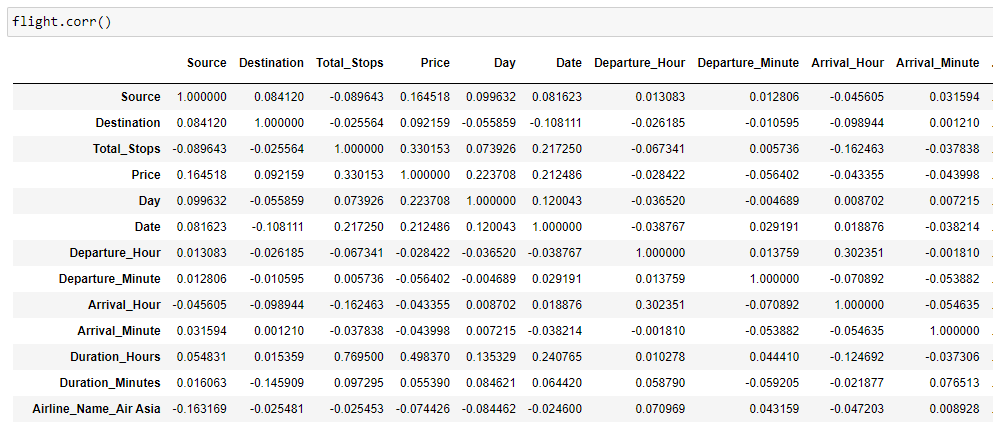 flight.corr()
Source Destination Total_Stops Price Day Date Departure_Hour Departure_Minute Arrival_Hour Arrival_Minute
Source 1.000000 0.084120 -0.089643 0.164518 0.099632 0.081623 0.013083 0.012806 -0.045605 0.031594
Destination 0.084120 1.000000 -0.025564 0.092159 -0.055859 -0.108111 -0.026185 -0.010595 -0.098944 0.001210
Total_Stops -0.089643 -0.025564 1.000000 0.330153 0.073926 0.217250 -0.067341 0.005736 -0.162463 -0.037838
Price 0.164518 0.092159 0.330153 1.000000 0.223708 0.212486 -0.028422 -0.056402 -0.043355 -0.043998
Day 0.099632 -0.055859 0.073926 0.223708 1.000000 0.120043 -0.036520 -0.004689 0.008702 0.007215
Date 0.081623 -0.108111 0.217250 0.212486 0.120043 1.000000 -0.038767 0.029191 0.018876 -0.038214
Departure_Hour 0.013083 -0.026185 -0.067341 -0.028422 -0.036520 -0.038767 1.000000 0.013759 0.302351 -0.001810
Departure_Minute 0.012806 -0.010595 0.005736 -0.056402 -0.004689 0.029191 0.013759 1.000000 -0.070892 -0.053882
Arrival_Hour -0.045605 -0.098944 -0.162463 -0.043355 0.008702 0.018876 0.302351 -0.070892 1.000000 -0.054635
Arrival_Minute 0.031594 0.001210 -0.037838 -0.043998 0.007215 -0.038214 -0.001810 -0.053882 -0.054635 1.000000
Duration_Hours 0.054831 0.015359 0.769500 0.498370 0.135329 0.240765 0.010278 0.044410 -0.124692 -0.037306
Duration_Minutes 0.016063 -0.145909 0.097295 0.055390 0.084621 0.064420 0.058790 -0.059205 -0.021877 0.076513
Airline_Name_Air Asia -0.163169 -0.025481 -0.025453 -0.074426 -0.084462 -0.024600 0.070969 0.043159 -0.047203 0.008928